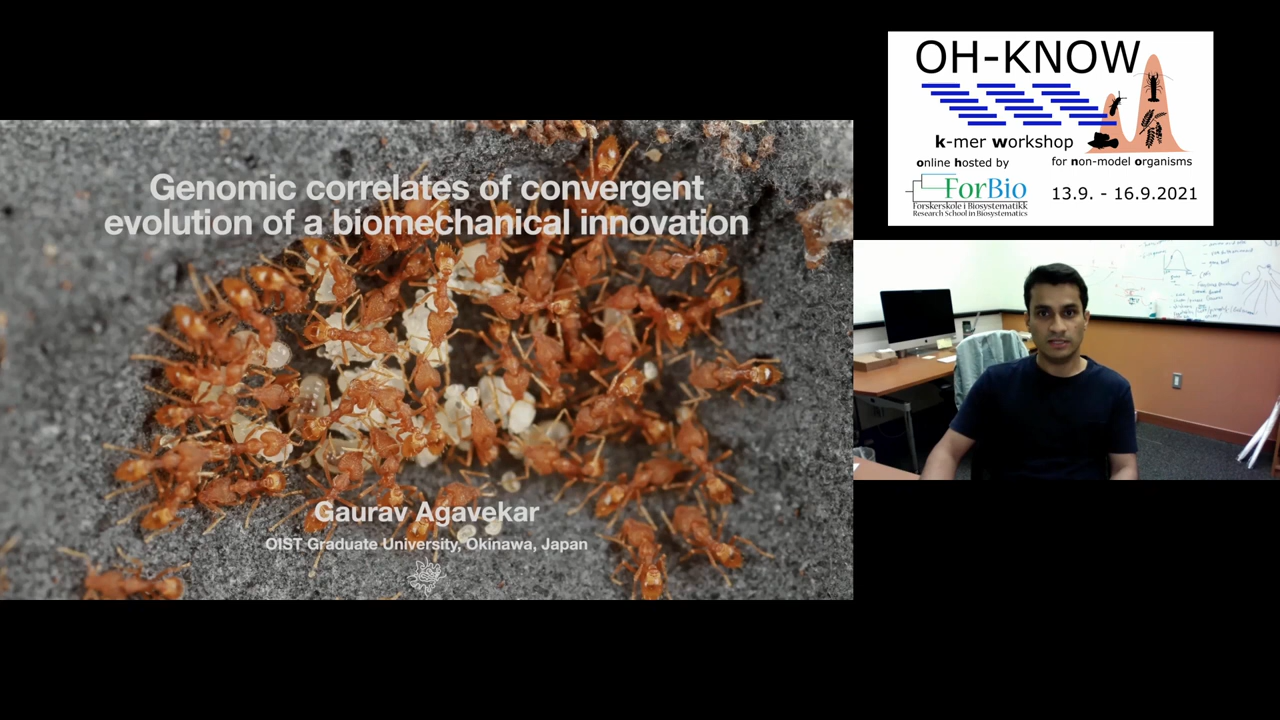 Genomic correlates of convergent
evolution of a biomechanical innovation
Gaurav Agavekar
OIST Graduate University, Okinawa, Japan
OH-KNOW
k-mer workshop
online hosted by
for non-model organisms
ForBio
Forskerskole i Biosystematikk
Research School in Biosystematics
13.9. - 16.9.2021